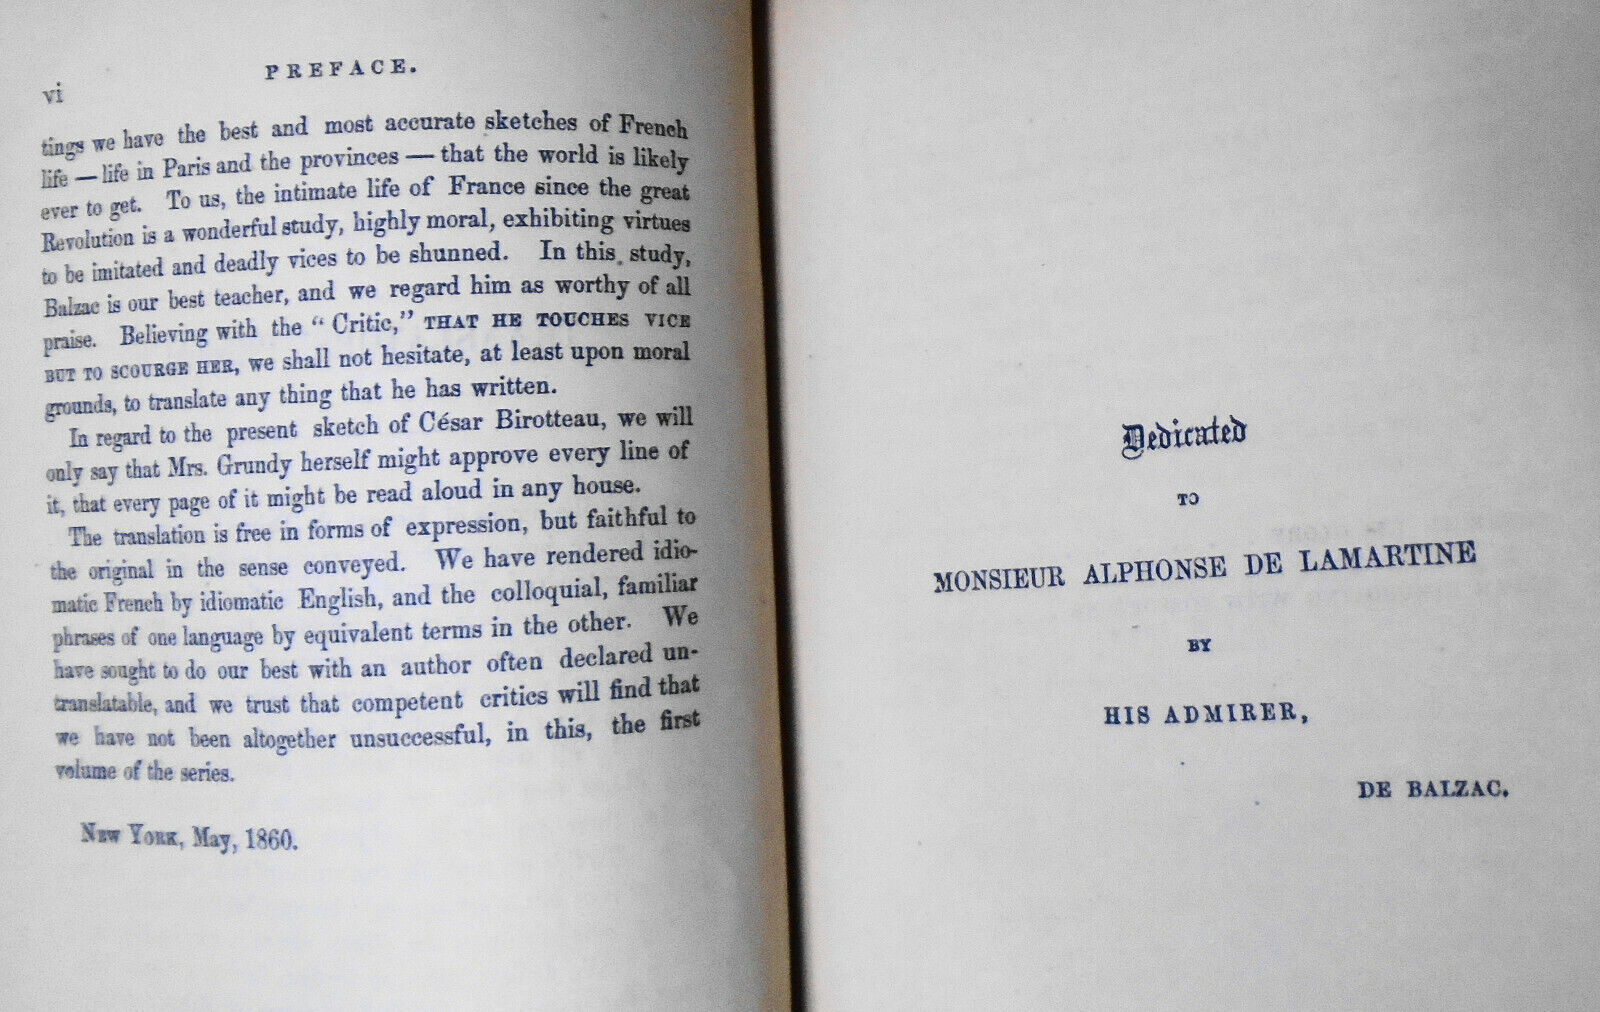 PREFACE.
vi
tings we have the best and most accurate sketches of French
life — life in Paris and the provinces — that the world is likely
ever to get. To us, the intimate life of France since the great
Revolution is a wonderful study, highly moral, exhibiting virtues
to be imitated and deadly vices to be shunned. In this study,
Balzac is our best teacher, and we regard him as worthy of all
praise. Believing with the “Critic,” THAT HE TOUCHES VICE
BUT TO SCOURGE HER, we shall not hesitate, at least upon moral
grounds, to translate any thing that he has written.
In regard to the present sketch of César Birotteau, we will
only say that Mrs. Grundy herself might approve every line of
it, that every page of it might be read aloud in any house.
The translation is free in forms of expression, but faithful to
the original in the sense conveyed. We have rendered idio-
matic French by idiomatic English, and the colloquial, familiar
phrases of one language by equivalent terms in the other. We
have sought to do our best with an author often declared un-
translatable, and we trust that competent critics will find that
we have not been altogether unsuccessful, in this, the first
volume of the series.
NEW YORK, May, 1860.
Dedicated
TO
MONSIEUR ALPHONSE DE LAMARTINE
BY
HIS ADMIRER,
DE BALZAC.